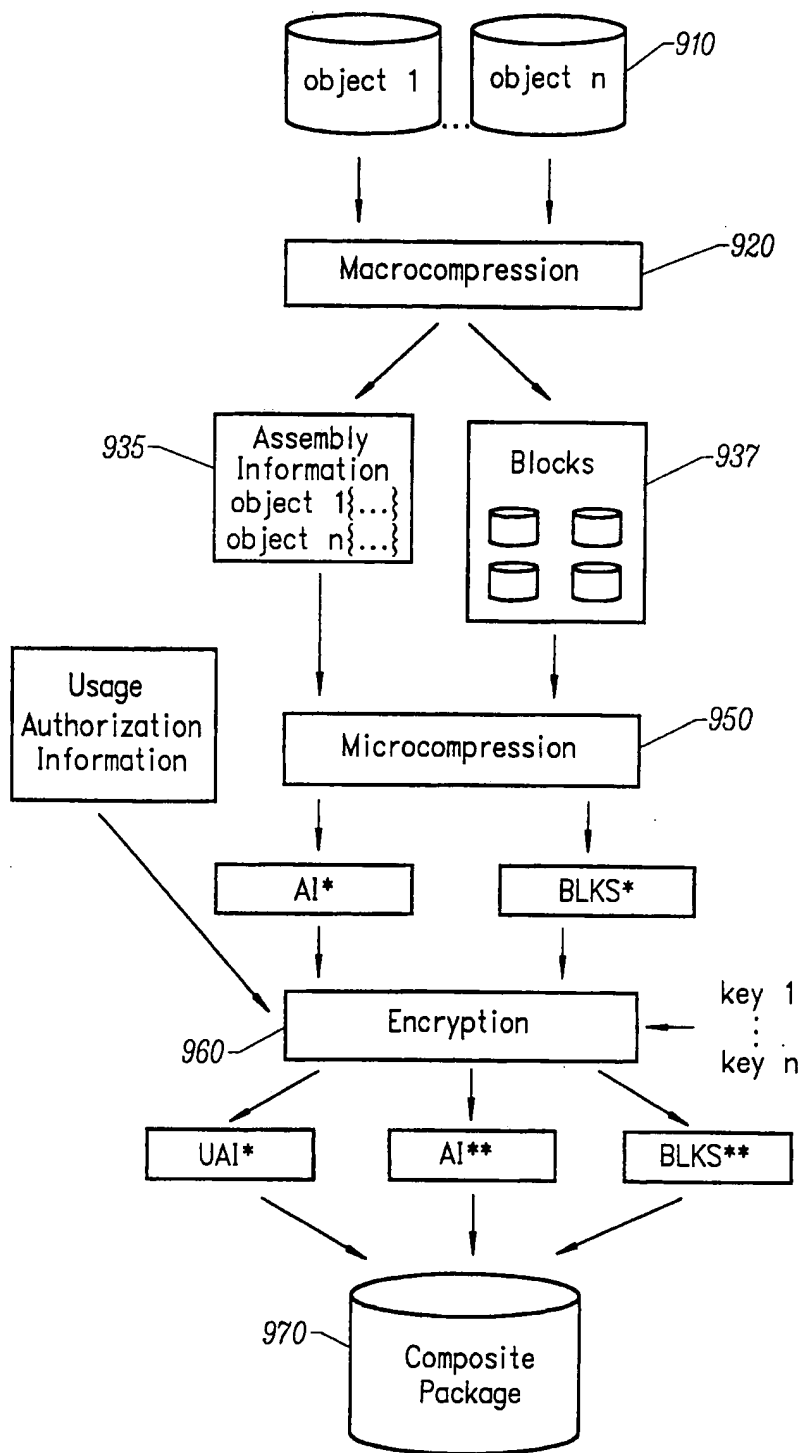 object 1
...
object n
910
Macrocompression
920
935
Assembly
Information
object 1{...{
object n{...{
Blocks
937
Usage
Authorization
Information
Microcompression
950
AI*
BLKS*
Encryption
960
key 1
⋮
key n
UAI*
AI**
BLKS**
970
Composite
Package